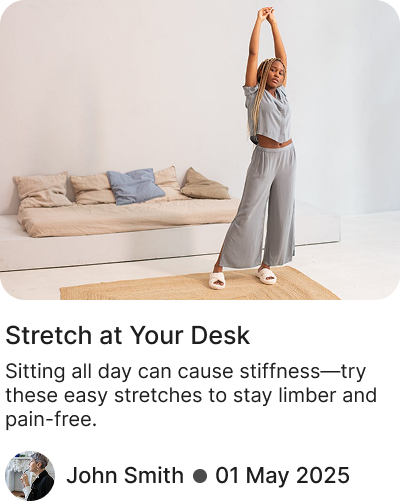 Stretch at Your Desk
Sitting all day can cause stiffness—try
these easy stretches to stay limber and
pain-free.
John Smith ● 01 May 2025